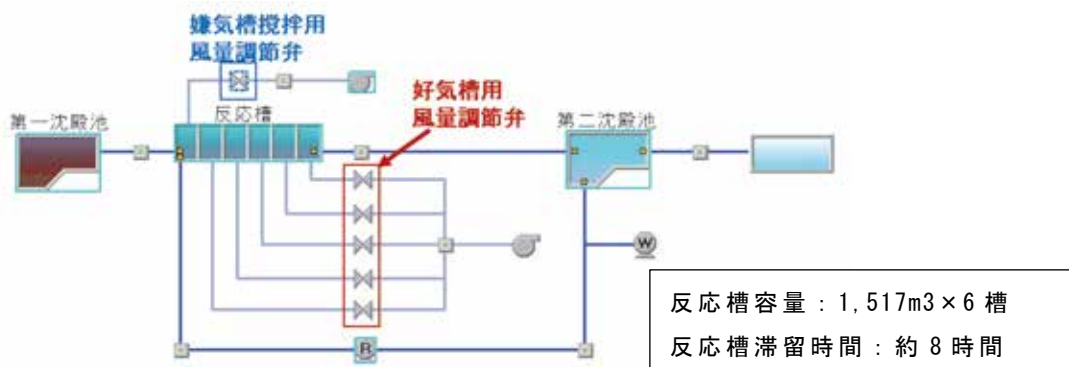 嫌気槽撹拌用
風量調節弁
好気槽用
風量調節弁
第一沈殿池
反応槽
第二沈殿池
W
R
反応槽容量：1,517m3×6 槽
反応槽滞留時間：約 8 時間